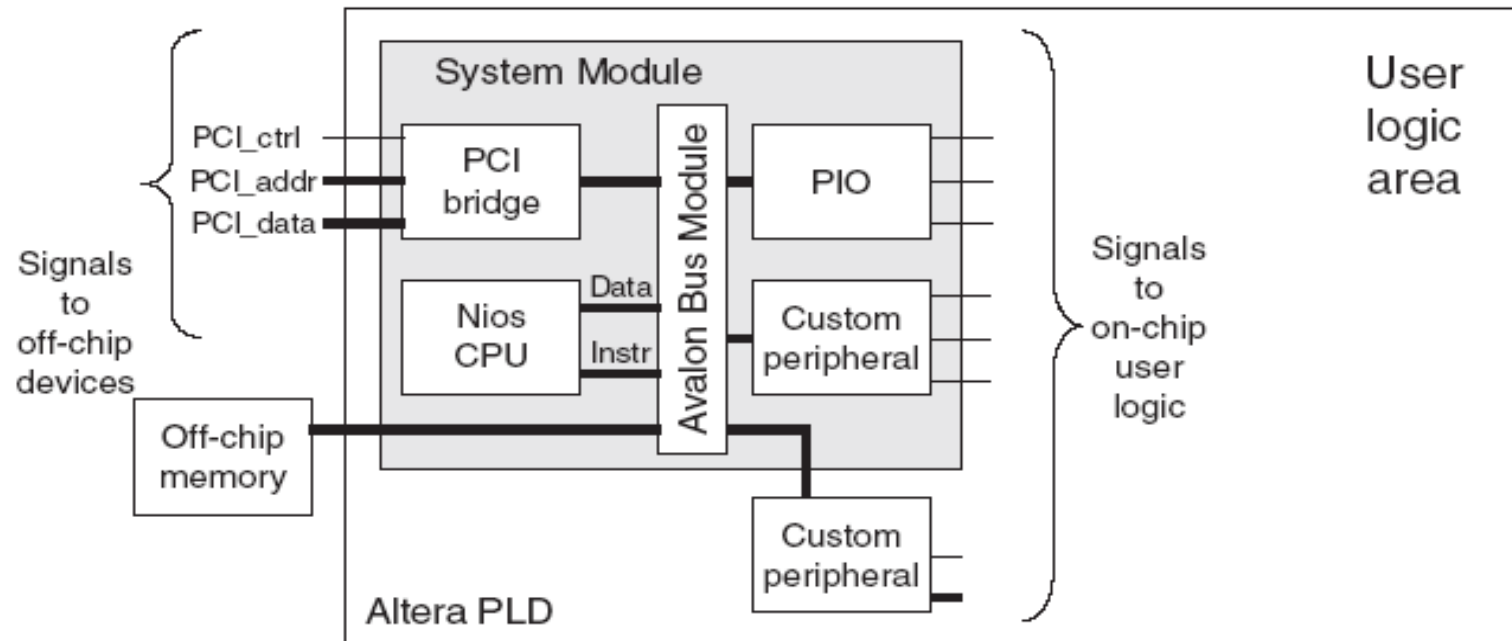 System Module
User
logic
area
PCI_ctrl
PCI_addr
PCI_data
PCI
bridge
Avalon Bus Module
PIO
Signals
to
off-chip
devices
Data
Nios
CPU
Instr
Custom
peripheral
Signals
to
on-chip
user
logic
Off-chip
memory
Custom
peripheral
Altera PLD